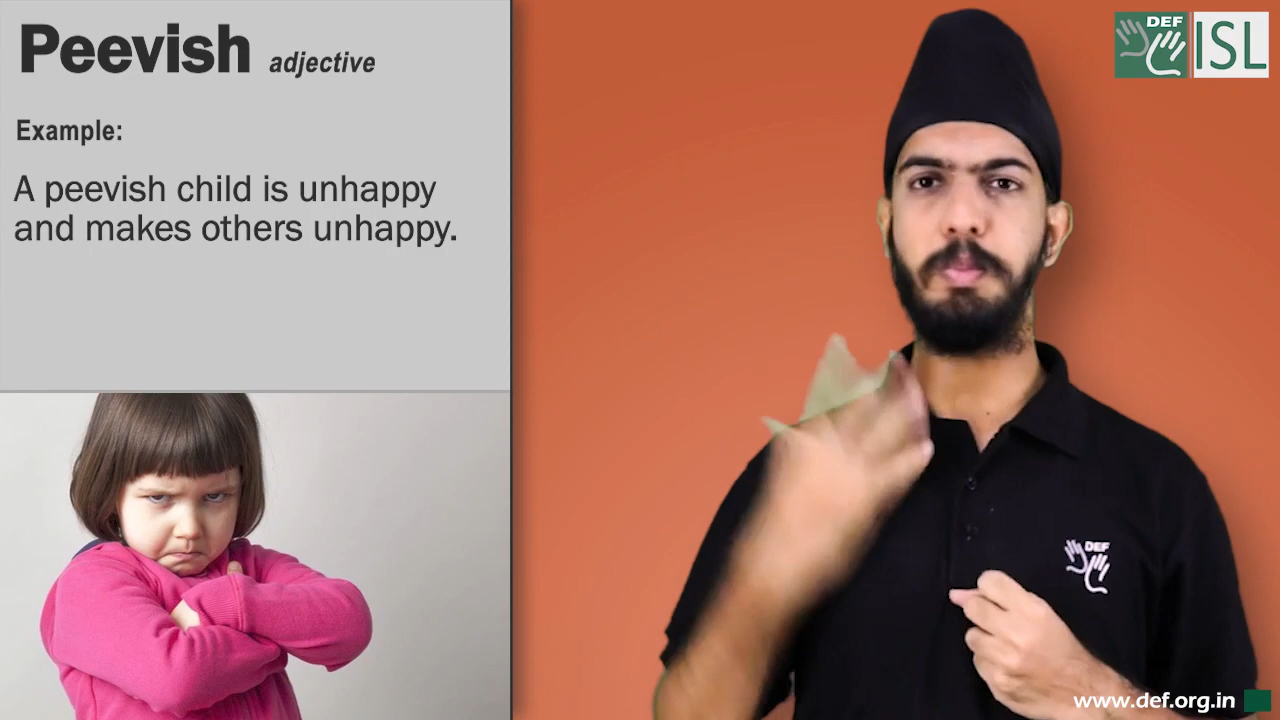 Peevish adjective
Example:
A peevish child is unhappy
and makes others unhappy.
DEF
ISL
DEF
www.def.org.in